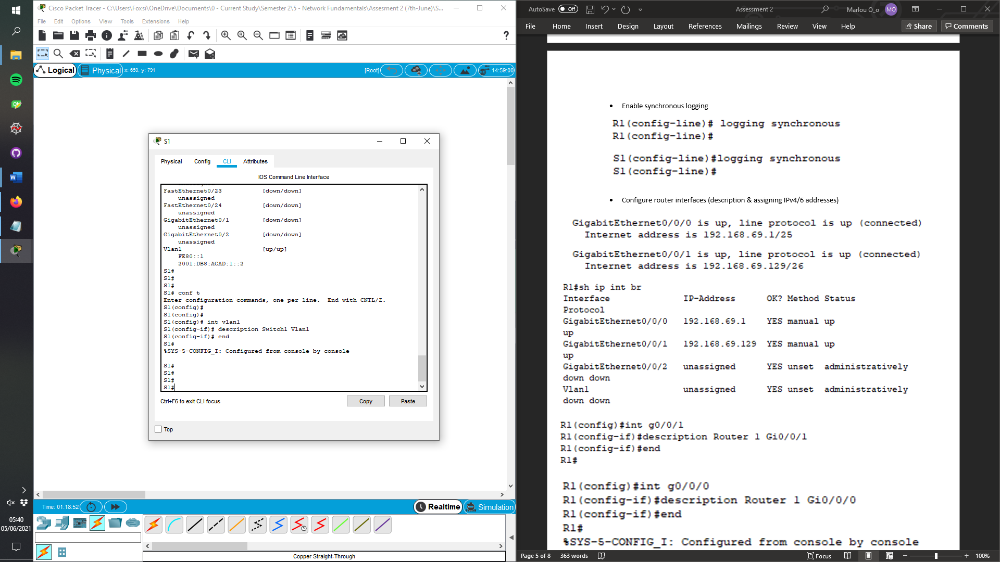 Cisco Packet Tracer - C:\Users\Foxsi\OneDrive\Documents\0 - Current Study\Semester 2\5 - Network Fundamentals\Assesment 2 (7th-June)\S...
File Edit Options View Tools Extensions Help
?
Logical
Physical
x: 650, y: 791
[Root]
14:59:00
S1
Physical Config CLI Attributes
IOS Command Line Interface
FastEthernet0/23 [down/down]
unassigned
FastEthernet0/24 [down/down]
unassigned
GigabitEthernet0/1 [down/down]
unassigned
GigabitEthernet0/2 [down/down]
unassigned
Vlan1 [up/up]
FE80::1
2001:DB8:ACAD:1::2
S1#
S1#
S1#
S1# conf t
Enter configuration commands, one per line.  End with CNTL/Z.
S1(config)#
S1(config)#
S1(config)# int vlan1
S1(config-if)# description Switch1 Vlan1
S1(config-if)# end
S1#
%SYS-5-CONFIG_I: Configured from console by console
S1#
S1#
S1#
S1#
Ctrl+F6 to exit CLI focus
Copy
Paste
Top
Time: 01:18:52
Realtime
Simulation
Copper Straight-Through
05:40
05/06/2021
AutoSave Off
Assessment 2
Marlou O_o
MO
File Home Insert Design Layout References Mailings Review View Help
Share
Comments
• Enable synchronous logging
R1(config-line)# logging synchronous
R1(config-line)#
S1(config-line)#logging synchronous
S1(config-line)#
• Configure router interfaces (description & assigning IPv4/6 addresses)
GigabitEthernet0/0/0 is up, line protocol is up (connected)
Internet address is 192.168.69.1/25
GigabitEthernet0/0/1 is up, line protocol is up (connected)
Internet address is 192.168.69.129/26
R1#sh ip int br
Interface IP-Address OK? Method Status
Protocol
GigabitEthernet0/0/0 192.168.69.1 YES manual up
up
GigabitEthernet0/0/1 192.168.69.129 YES manual up
up
GigabitEthernet0/0/2 unassigned YES unset administratively
down down
Vlan1 unassigned YES unset administratively
down down
R1(config)#int g0/0/1
R1(config-if)#description Router 1 Gi0/0/1
R1(config-if)#end
R1#
R1(config)#int g0/0/0
R1(config-if)#description Router 1 Gi0/0/0
R1(config-if)#end
R1#
%SYS-5-CONFIG_I: Configured from console by console
Page 5 of 8
363 words
Focus
100%